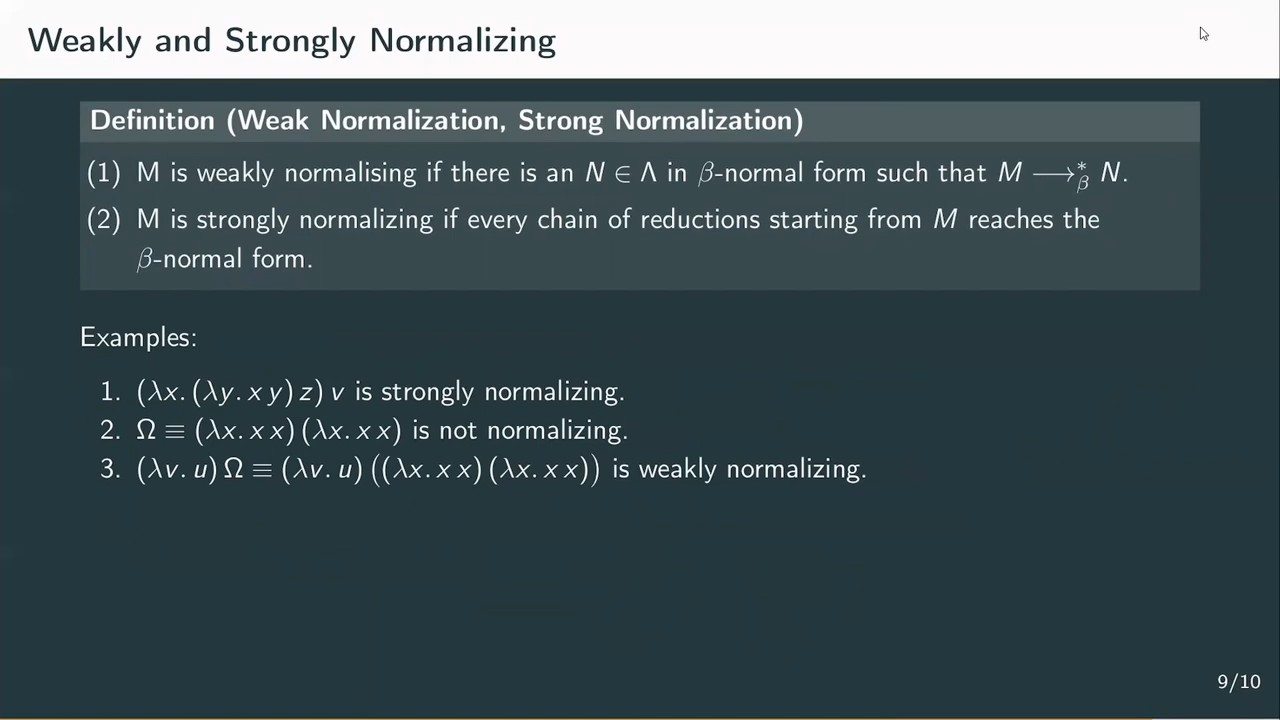 Weakly and Strongly Normalizing
Definition (Weak Normalization, Strong Normalization)
(1) M is weakly normalising if there is an N ∈ Λ in β-normal form such that M ⟶*β N.
(2) M is strongly normalizing if every chain of reductions starting from M reaches the
β-normal form.
Examples:
1. (λx. (λy. x y) z) v is strongly normalizing.
2. Ω ≡ (λx. x x) (λx. x x) is not normalizing.
3. (λv. u) Ω ≡ (λv. u) ((λx. x x) (λx. x x)) is weakly normalizing.
9/10